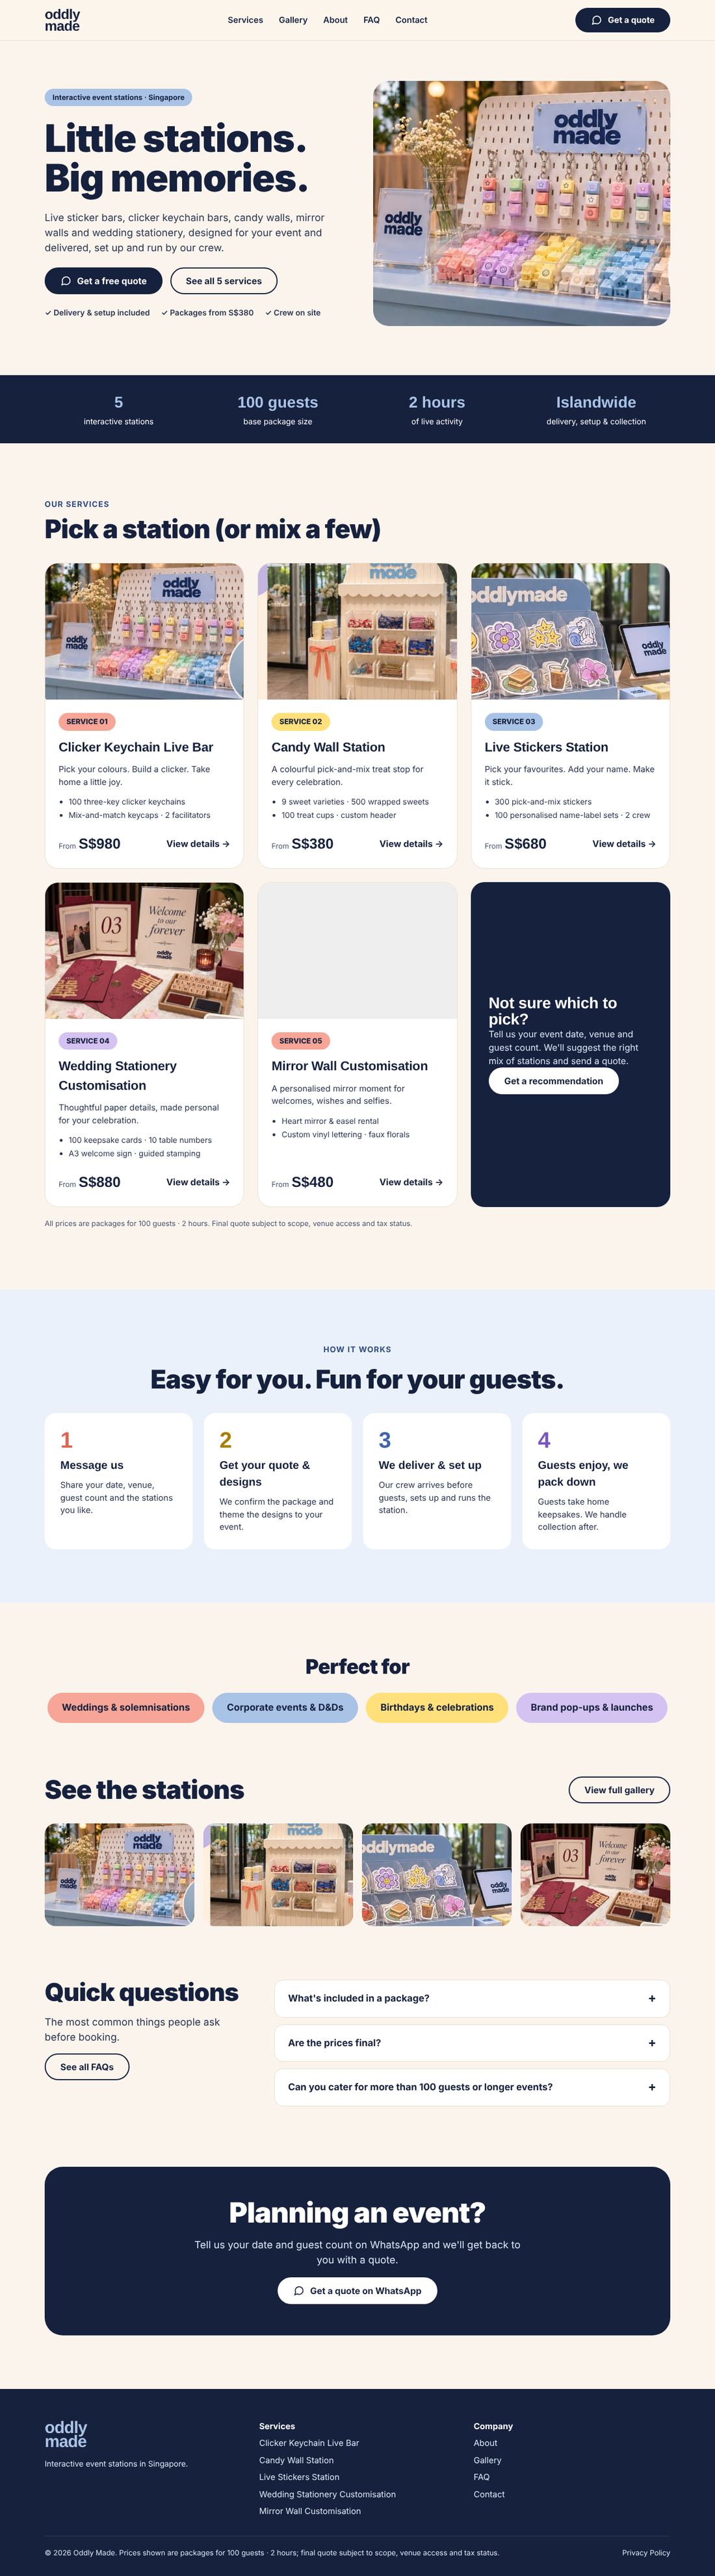 oddly
made
Services
Gallery
About
FAQ
Contact
Get a quote
Interactive event stations · Singapore
Little stations.
Big memories.
Live sticker bars, clicker keychain bars, candy walls, mirror
walls and wedding stationery, designed for your event and
delivered, set up and run by our crew.
Get a free quote
See all 5 services
✓ Delivery & setup included
✓ Packages from S$380
✓ Crew on site
oddly
made
oddly
made
5
interactive stations
100 guests
base package size
2 hours
of live activity
Islandwide
delivery, setup & collection
OUR SERVICES
Pick a station (or mix a few)
oddly
made
oddly
made
SERVICE 01
Clicker Keychain Live Bar
Pick your colours. Build a clicker. Take
home a little joy.
• 100 three-key clicker keychains
• Mix-and-match keycaps · 2 facilitators
From S$980
View details →
oddly
made
SERVICE 02
Candy Wall Station
A colourful pick-and-mix treat stop for
every celebration.
• 9 sweet varieties · 500 wrapped sweets
• 100 treat cups · custom header
From S$380
View details →
oddlymade
oddly
made
SERVICE 03
Live Stickers Station
Pick your favourites. Add your name. Make
it stick.
• 300 pick-and-mix stickers
• 100 personalised name-label sets · 2 crew
From S$680
View details →
03
Welcome
to our
forever
oddly
made
SERVICE 04
Wedding Stationery
Customisation
Thoughtful paper details, made personal
for your celebration.
• 100 keepsake cards · 10 table numbers
• A3 welcome sign · guided stamping
From S$880
View details →
SERVICE 05
Mirror Wall Customisation
A personalised mirror moment for
welcomes, wishes and selfies.
• Heart mirror & easel rental
• Custom vinyl lettering · faux florals
From S$480
View details →
Not sure which to
pick?
Tell us your event date, venue and
guest count. We'll suggest the right
mix of stations and send a quote.
Get a recommendation
All prices are packages for 100 guests · 2 hours. Final quote subject to scope, venue access and tax status.
HOW IT WORKS
Easy for you. Fun for your guests.
1
Message us
Share your date, venue,
guest count and the stations
you like.
2
Get your quote &
designs
We confirm the package and
theme the designs to your
event.
3
We deliver & set up
Our crew arrives before
guests, sets up and runs the
station.
4
Guests enjoy, we
pack down
Guests take home
keepsakes. We handle
collection after.
Perfect for
Weddings & solemnisations
Corporate events & D&Ds
Birthdays & celebrations
Brand pop-ups & launches
See the stations
View full gallery
oddly
made
oddly
made
made
oddlymade
oddly
made
03
Welcome
to our
forever
oddly
made
Quick questions
The most common things people ask
before booking.
See all FAQs
What's included in a package?
+
Are the prices final?
+
Can you cater for more than 100 guests or longer events?
+
Planning an event?
Tell us your date and guest count on WhatsApp and we'll get back to
you with a quote.
Get a quote on WhatsApp
oddly
made
Interactive event stations in Singapore.
Services
Clicker Keychain Live Bar
Candy Wall Station
Live Stickers Station
Wedding Stationery Customisation
Mirror Wall Customisation
Company
About
Gallery
FAQ
Contact
© 2026 Oddly Made. Prices shown are packages for 100 guests · 2 hours; final quote subject to scope, venue access and tax status.
Privacy Policy